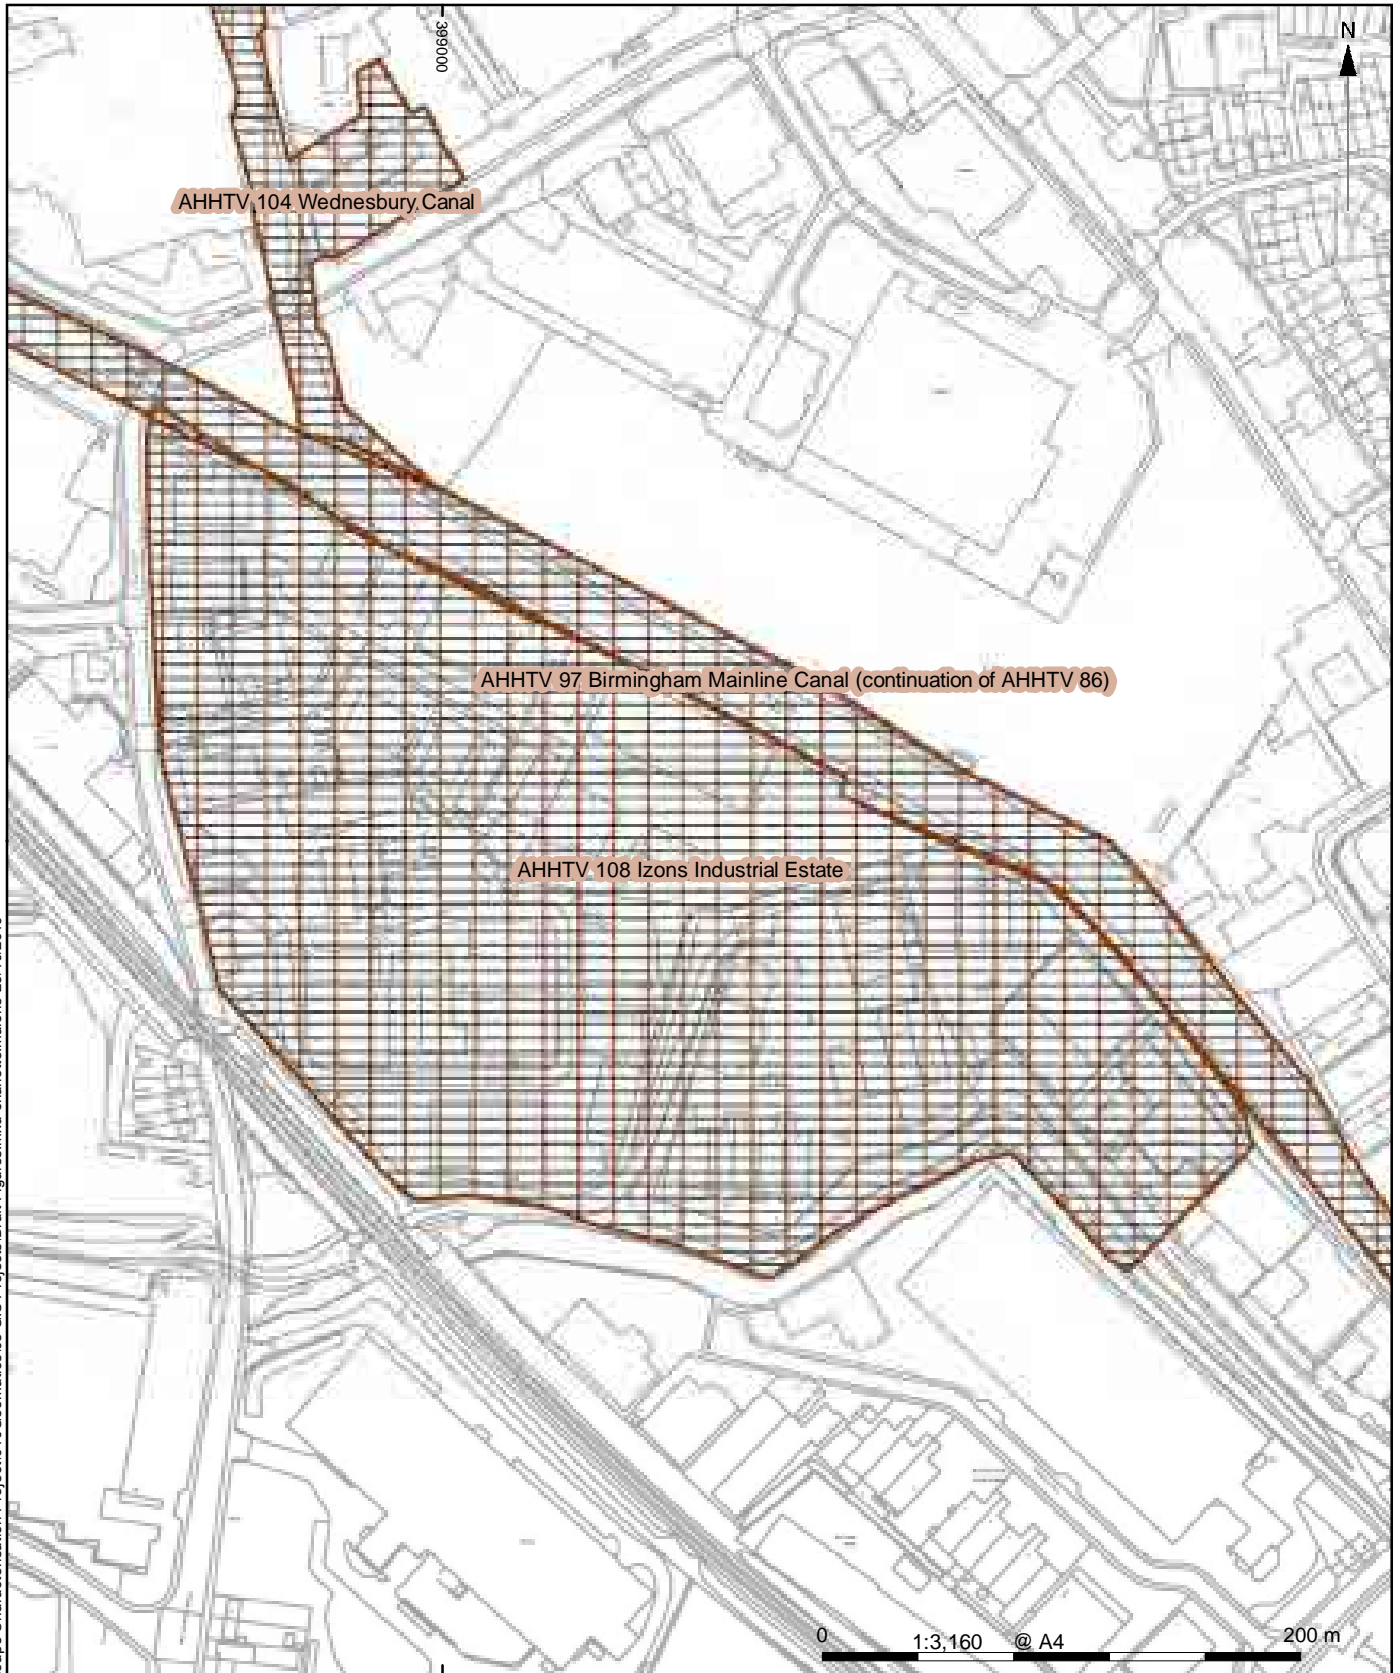 399000
N
AHHTV 104 Wednesbury Canal
AHHTV 97 Birmingham Mainline Canal (continuation of AHHTV 86)
AHHTV 108 Izons Industrial Estate
0 1:3,160 @ A4 200 m